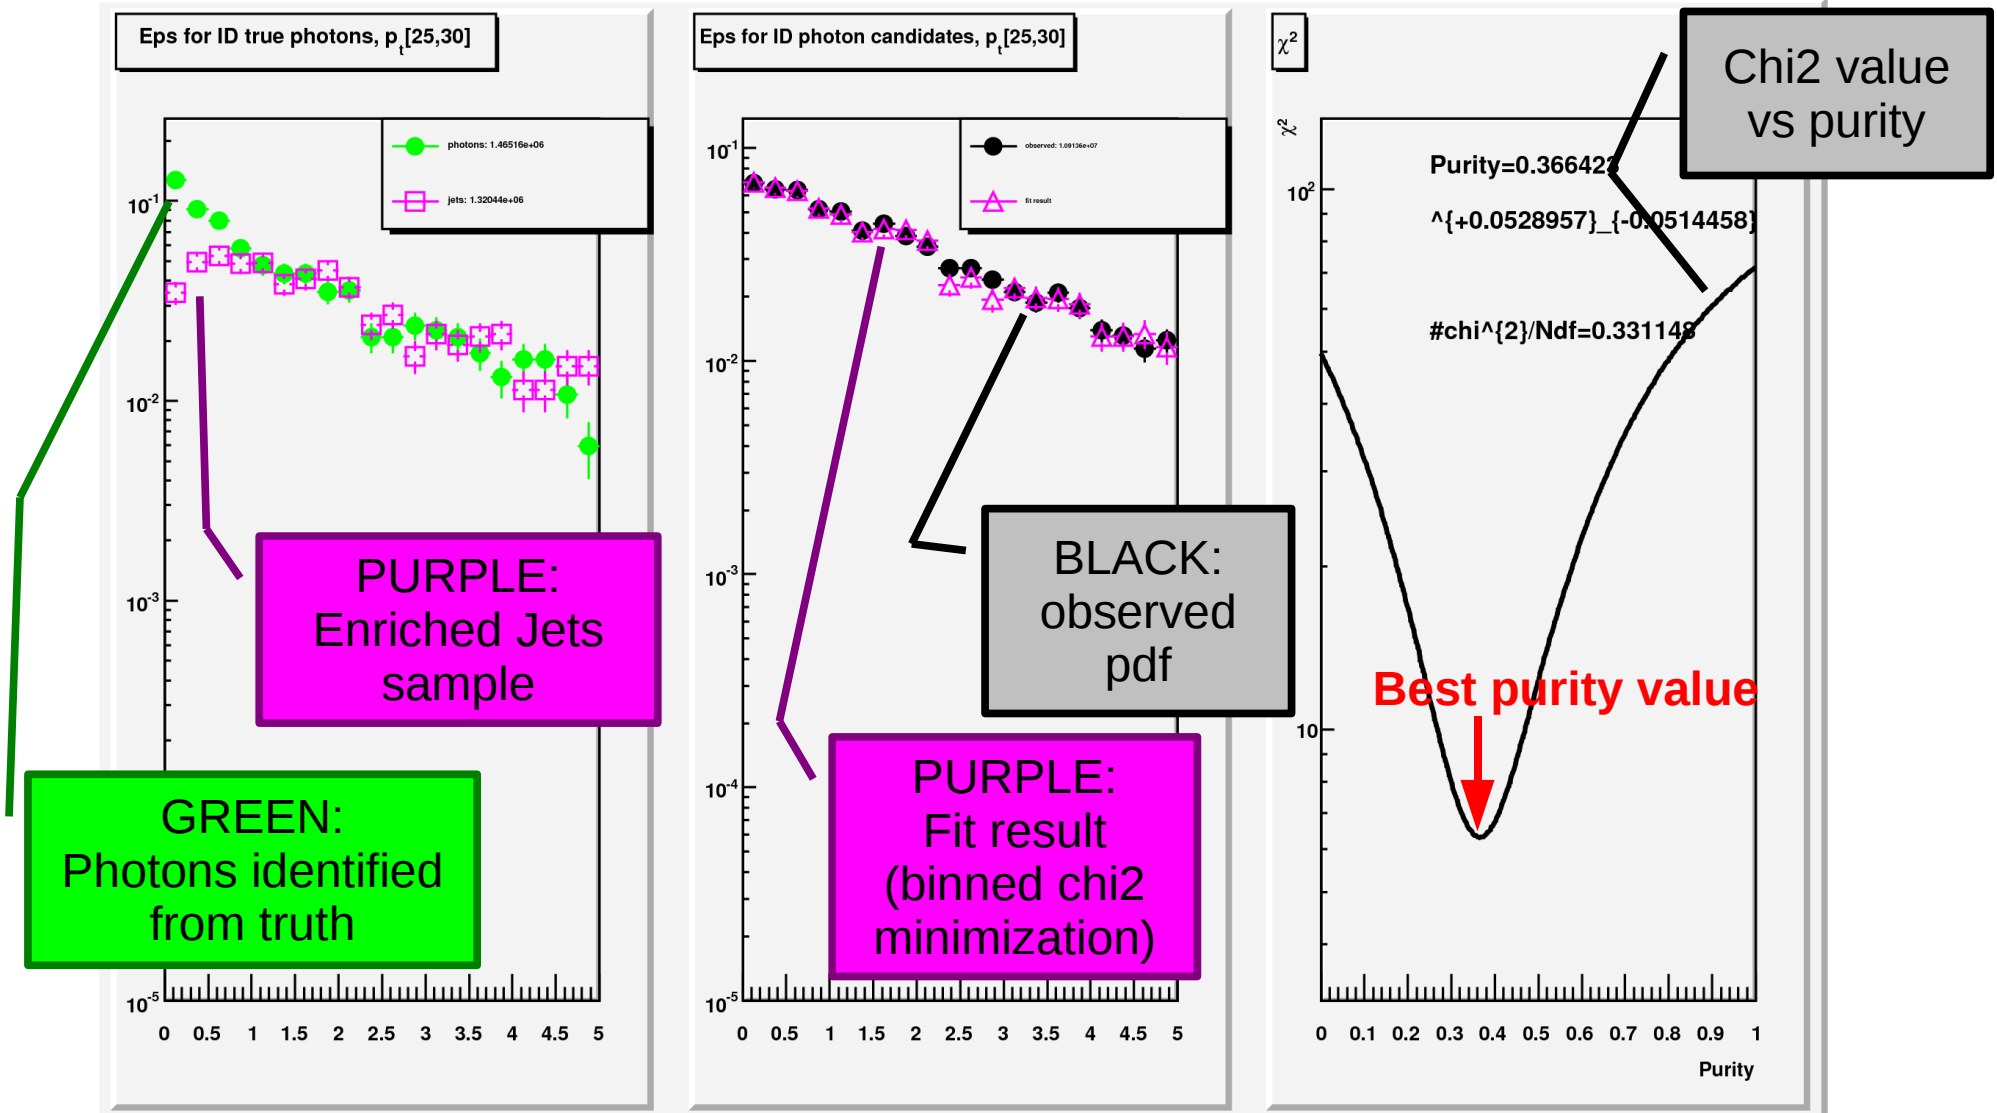 Eps for ID true photons, p_t[25,30]
photons: 1.46516e+06
jets: 1.32044e+06
10^-1
10^-2
10^-3
10^-5
0 0.5 1 1.5 2 2.5 3 3.5 4 4.5 5
PURPLE:
Enriched Jets
sample
GREEN:
Photons identified
from truth
Eps for ID photon candidates, p_t[25,30]
observed: 1.09136e+07
fit result
10^-1
10^-2
10^-3
10^-4
10^-5
0 0.5 1 1.5 2 2.5 3 3.5 4 4.5 5
BLACK:
observed
pdf
PURPLE:
Fit result
(binned chi2
minimization)
χ²
χ²
Chi2 value
vs purity
Purity=0.366423
^{+0.0528957}_{-0.0514458}
#chi^{2}/Ndf=0.331148
10²
10
Best purity value
0 0.1 0.2 0.3 0.4 0.5 0.6 0.7 0.8 0.9 1
Purity